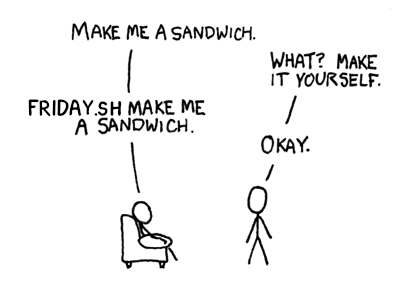 MAKE ME A SANDWICH.
WHAT? MAKE
IT YOURSELF.
FRIDAY.SH MAKE ME
A SANDWICH.
OKAY.